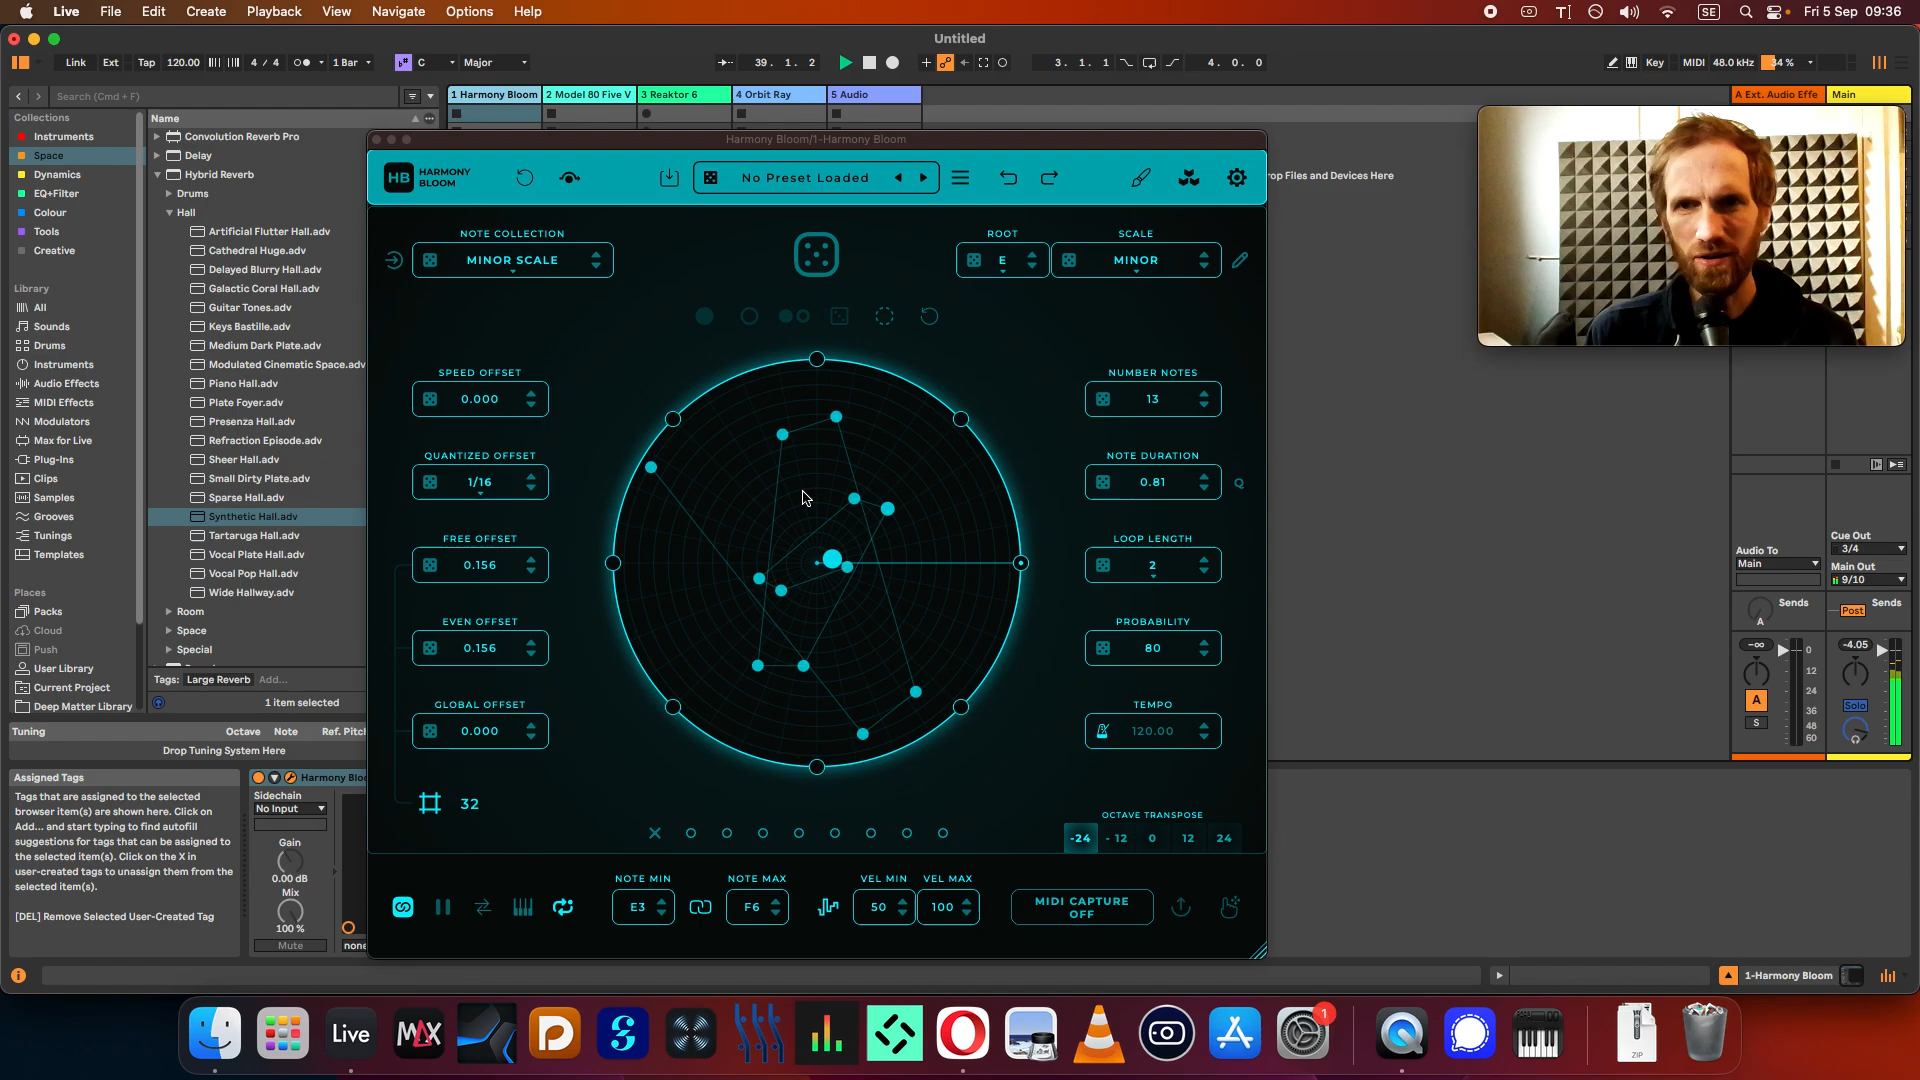 Live File Edit Create Playback View Navigate Options Help
SE Fri 5 Sep 09:36
Untitled
Link Ext Tap 120.00 4 / 4 1 Bar C Major 39. 1. 2 3. 1. 1 4. 0. 0 Key MIDI 48.0 kHz 34 %
Search (Cmd + F)
1 Harmony Bloom 2 Model 80 Five V 3 Reaktor 6 4 Orbit Ray 5 Audio A Ext. Audio Effe Main
Collections
Instruments
Space
Dynamics
EQ+Filter
Colour
Tools
Creative
Library
All
Sounds
Drums
Instruments
Audio Effects
MIDI Effects
Modulators
Max for Live
Plug-Ins
Clips
Samples
Grooves
Tunings
Templates
Places
Packs
Cloud
Push
User Library
Current Project
Deep Matter Library
Name
Convolution Reverb Pro
Delay
Hybrid Reverb
Drums
Hall
Artificial Flutter Hall.adv
Cathedral Huge.adv
Delayed Blurry Hall.adv
Galactic Coral Hall.adv
Guitar Tones.adv
Keys Bastille.adv
Medium Dark Plate.adv
Modulated Cinematic Space.adv
Piano Hall.adv
Plate Foyer.adv
Presenza Hall.adv
Refraction Episode.adv
Sheer Hall.adv
Small Dirty Plate.adv
Sparse Hall.adv
Synthetic Hall.adv
Tartaruga Hall.adv
Vocal Plate Hall.adv
Vocal Pop Hall.adv
Wide Hallway.adv
Room
Space
Special
Tags: Large Reverb Add...
1 item selected
Tuning Octave Note Ref. Pitch
Drop Tuning System Here
Assigned Tags
Tags that are assigned to the selected
browser item(s) are shown here. Click on
Add... and start typing to find autofill
suggestions for tags that can be assigned to
the selected item(s). Click on the X in
user-created tags to unassign them from the
selected item(s).
[DEL] Remove Selected User-Created Tag
Harmony Bloo
Sidechain
No Input
Gain
0.00 dB
Mix
100 %
Mute
none
Harmony Bloom/1-Harmony Bloom
HB HARMONY
BLOOM
No Preset Loaded
NOTE COLLECTION
MINOR SCALE
ROOT
E
SCALE
MINOR
SPEED OFFSET
0.000
QUANTIZED OFFSET
1/16
FREE OFFSET
0.156
EVEN OFFSET
0.156
GLOBAL OFFSET
0.000
32
NUMBER NOTES
13
NOTE DURATION
0.81
Q
LOOP LENGTH
2
PROBABILITY
80
TEMPO
120.00
OCTAVE TRANSPOSE
-24 - 12 0 12 24
NOTE MIN NOTE MAX VEL MIN VEL MAX
E3 F6 50 100
MIDI CAPTURE
OFF
rop Files and Devices Here
Audio To
Main
Cue Out
3/4
Main Out
9/10
Sends
A
Post
Sends
-∞
-4.05
0
12
24
36
48
60
A
S
Solo
1-Harmony Bloom
Live
MAX
1
ZIP